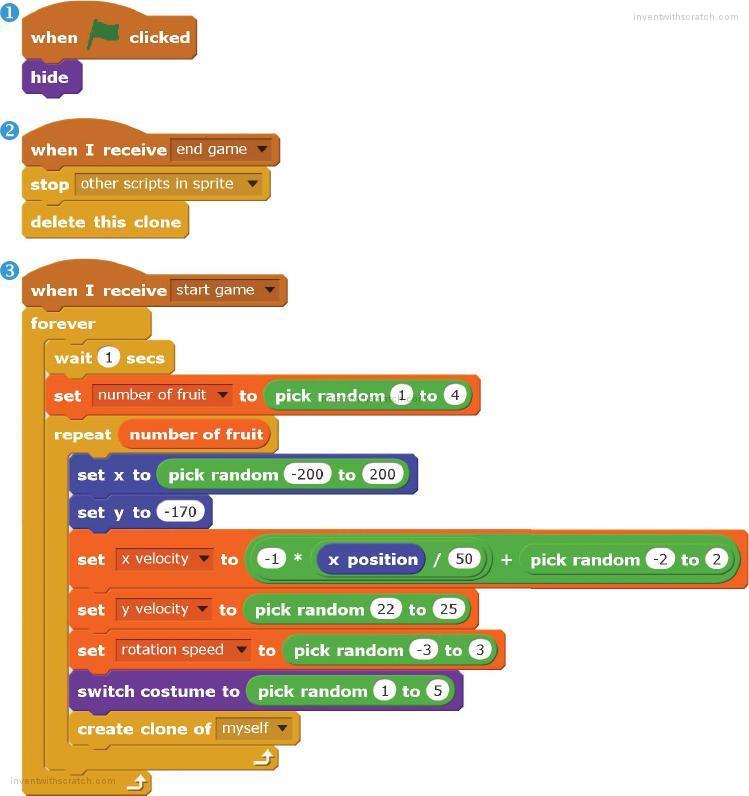 1
when clicked
inventwithscratch.com
hide
2
when I receive end game
stop other scripts in sprite
delete this clone
3
when I receive start game
forever
wait 1 secs
set number of fruit to pick random 1 to 4
repeat number of fruit
set x to pick random -200 to 200
set y to -170
set x velocity to -1 * x position / 50 + pick random -2 to 2
set y velocity to pick random 22 to 25
set rotation speed to pick random -3 to 3
switch costume to pick random 1 to 5
create clone of myself
inventwithscratch.com